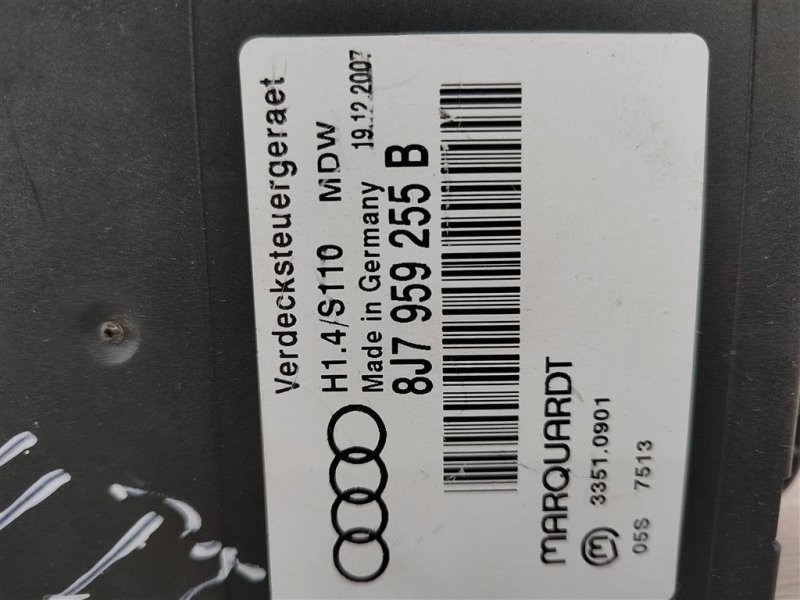 Verdecksteuergeraet
H1.4/S110 MDW
Made in Germany 19.12.2007
8J7 959 255 B
MARQUARDT
m 3351.0901
05S 7513